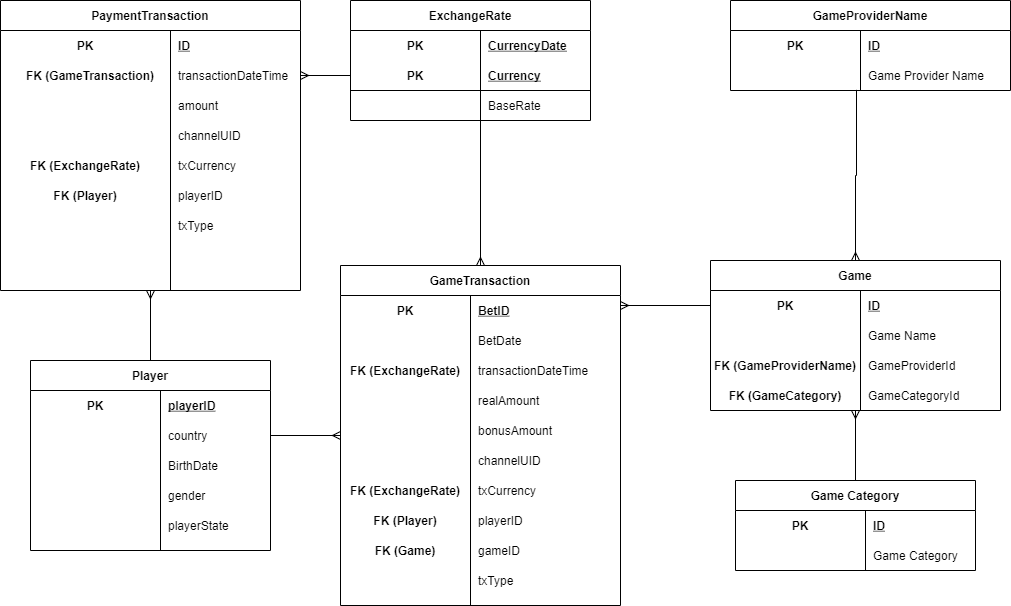 PaymentTransaction
PK ID
FK (GameTransaction) transactionDateTime
amount
channelUID
FK (ExchangeRate) txCurrency
FK (Player) playerID
txType
ExchangeRate
PK CurrencyDate
PK Currency
BaseRate
GameProviderName
PK ID
Game Provider Name
Player
PK playerID
country
BirthDate
gender
playerState
GameTransaction
PK BetID
BetDate
FK (ExchangeRate) transactionDateTime
realAmount
bonusAmount
channelUID
FK (ExchangeRate) txCurrency
FK (Player) playerID
FK (Game) gameID
txType
Game
PK ID
Game Name
FK (GameProviderName) GameProviderId
FK (GameCategory) GameCategoryId
Game Category
PK ID
Game Category